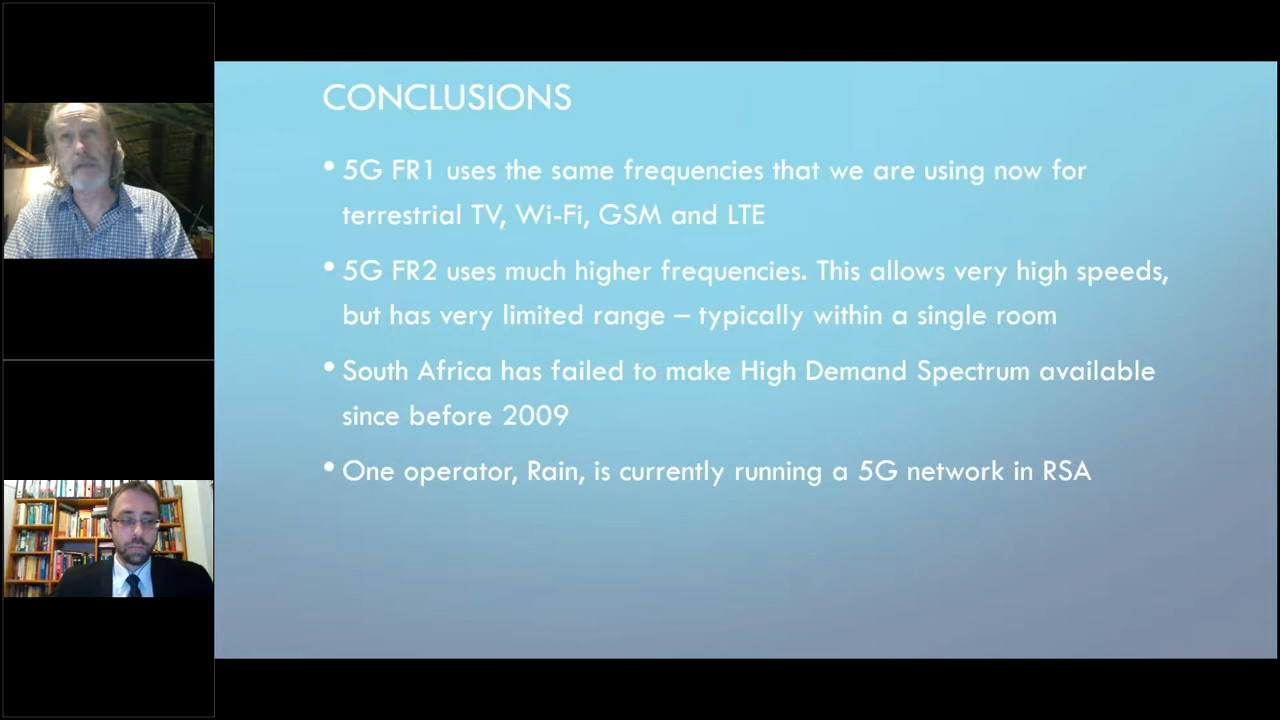 CONCLUSIONS
• 5G FR1 uses the same frequencies that we are using now for
terrestrial TV, Wi-Fi, GSM and LTE
• 5G FR2 uses much higher frequencies. This allows very high speeds,
but has very limited range – typically within a single room
• South Africa has failed to make High Demand Spectrum available
since before 2009
• One operator, Rain, is currently running a 5G network in RSA